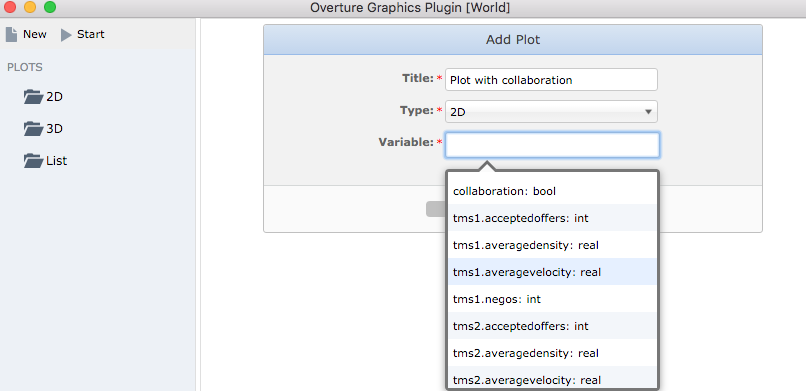 Overture Graphics Plugin [World]
New Start
PLOTS
2D
3D
List
Add Plot
Title: * Plot with collaboration
Type: * 2D
Variable: *
collaboration: bool
tms1.acceptedoffers: int
tms1.averagedensity: real
tms1.averagevelocity: real
tms1.negos: int
tms2.acceptedoffers: int
tms2.averagedensity: real
tms2.averagevelocity: real